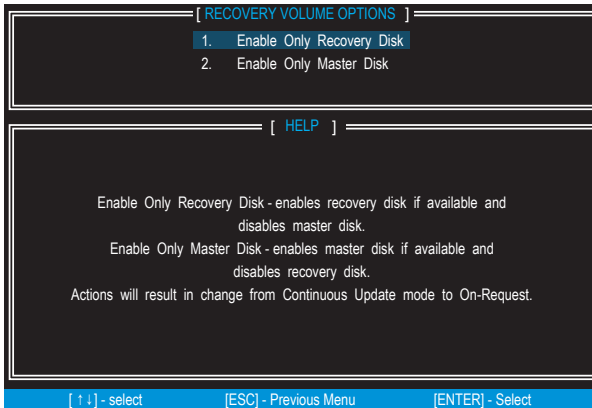 [ RECOVERY VOLUME OPTIONS ]
1. Enable Only Recovery Disk
2. Enable Only Master Disk
[ HELP ]
Enable Only Recovery Disk - enables recovery disk if available and
disables master disk.
Enable Only Master Disk - enables master disk if available and
disables recovery disk.
Actions will result in change from Continuous Update mode to On-Request.
[ ↑↓] - select [ESC] - Previous Menu [ENTER] - Select